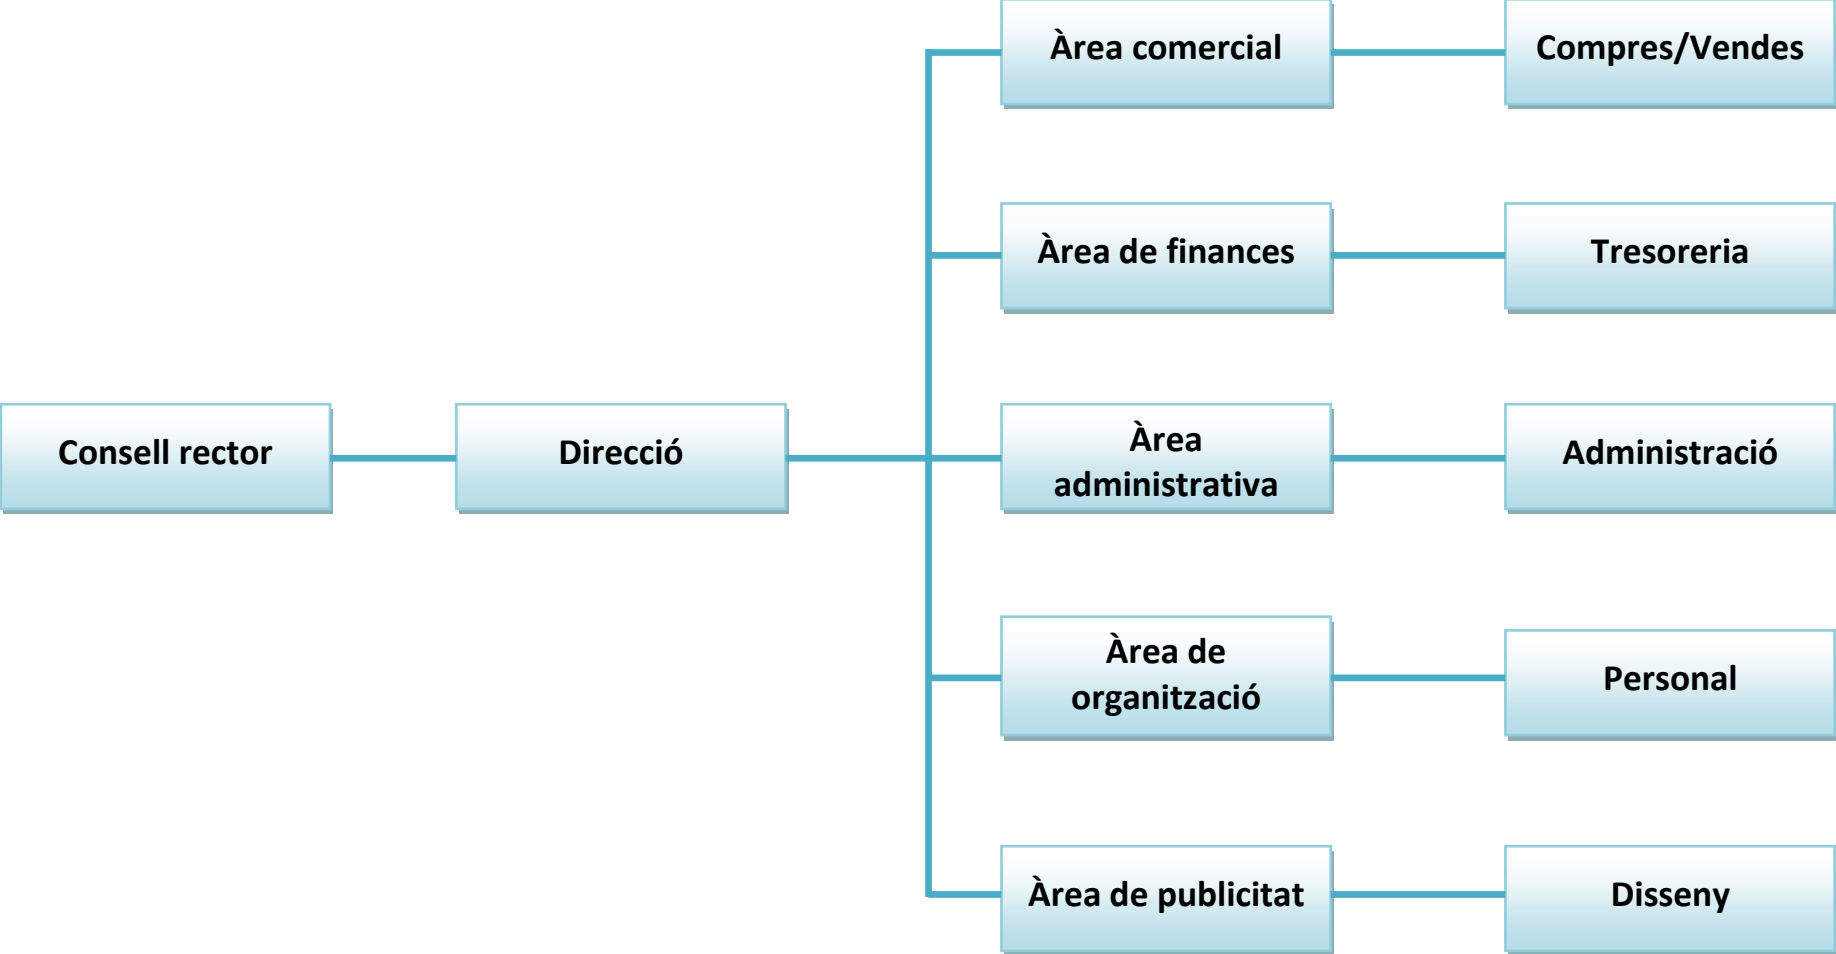 Àrea comercial
Compres/Vendes
Àrea de finances
Tresoreria
Consell rector
Direcció
Àrea
administrativa
Administració
Àrea de
organització
Personal
Àrea de publicitat
Disseny